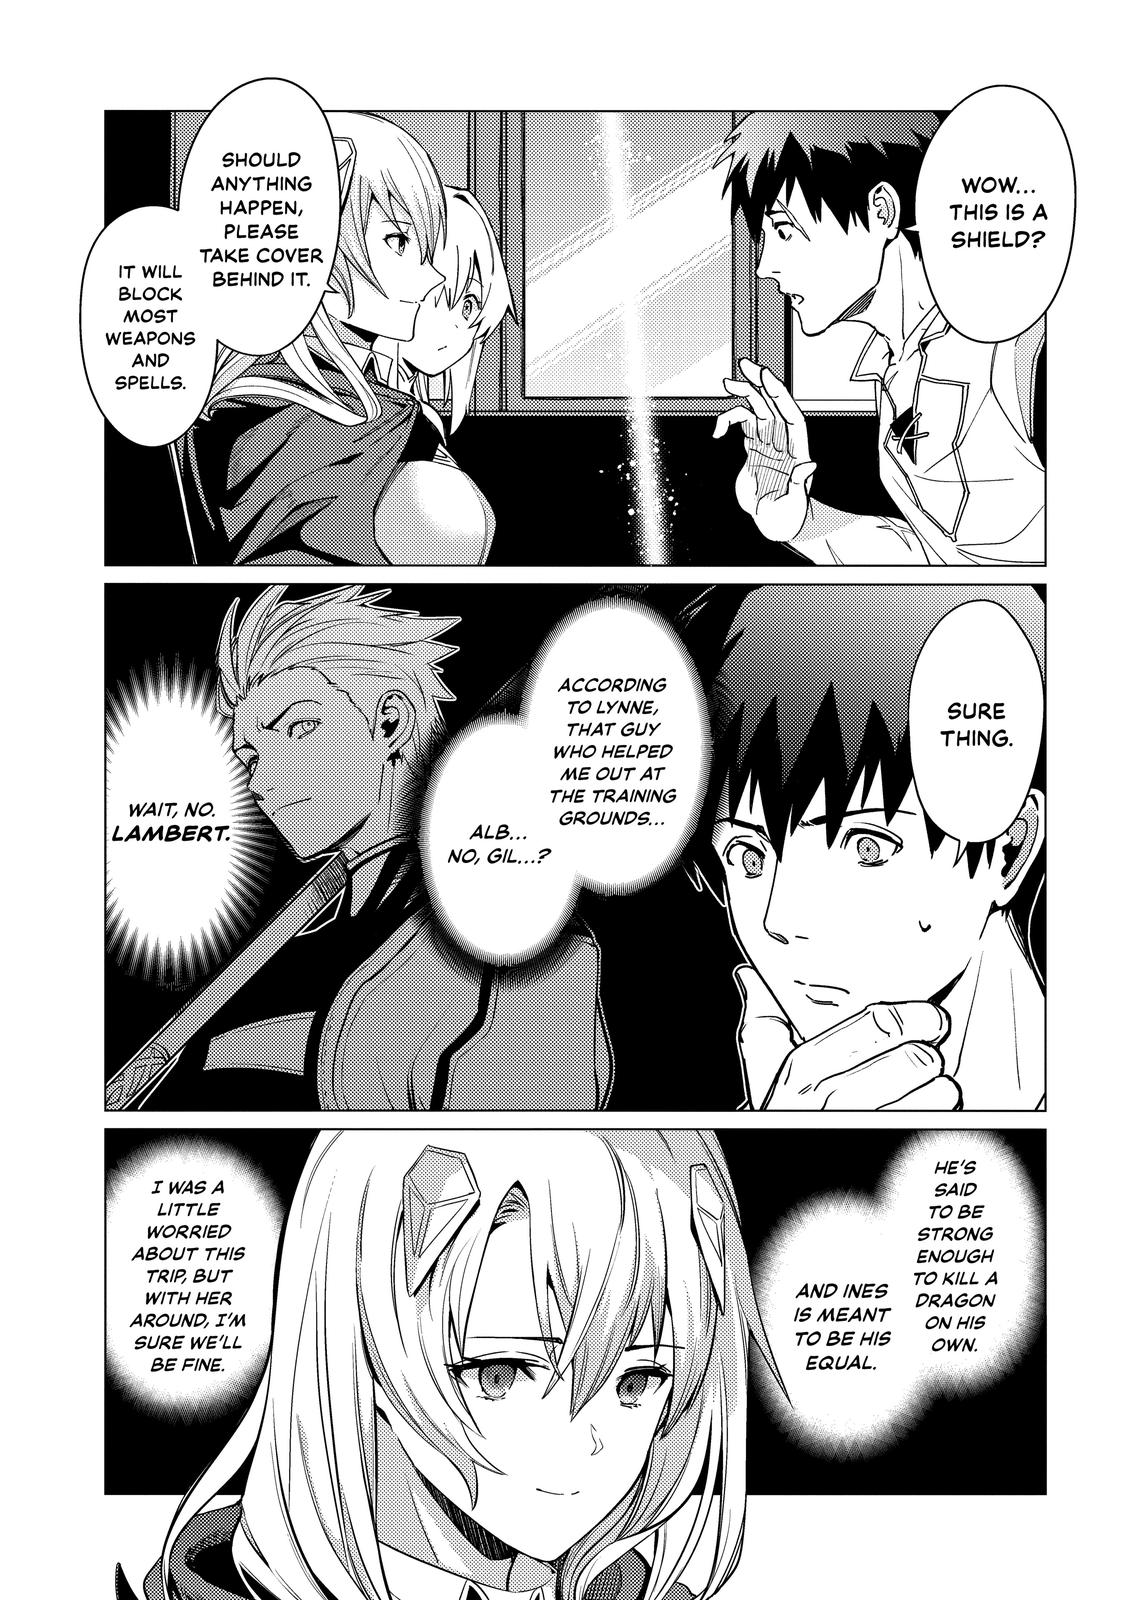 WOW...
THIS IS A
SHIELD?
SHOULD
ANYTHING
HAPPEN,
PLEASE
TAKE COVER
BEHIND IT.
IT WILL
BLOCK
MOST
WEAPONS
AND
SPELLS.
SURE
THING.
ACCORDING
TO LYNNE,
THAT GUY
WHO HELPED
ME OUT AT
THE TRAINING
GROUNDS...
ALB...
NO, GIL...?
WAIT, NO.
LAMBERT.
HE'S
SAID
TO BE
STRONG
ENOUGH
TO KILL A
DRAGON
ON HIS
OWN.
AND INES
IS MEANT
TO BE HIS
EQUAL.
I WAS A
LITTLE
WORRIED
ABOUT THIS
TRIP, BUT
WITH HER
AROUND, I'M
SURE WE'LL
BE FINE.